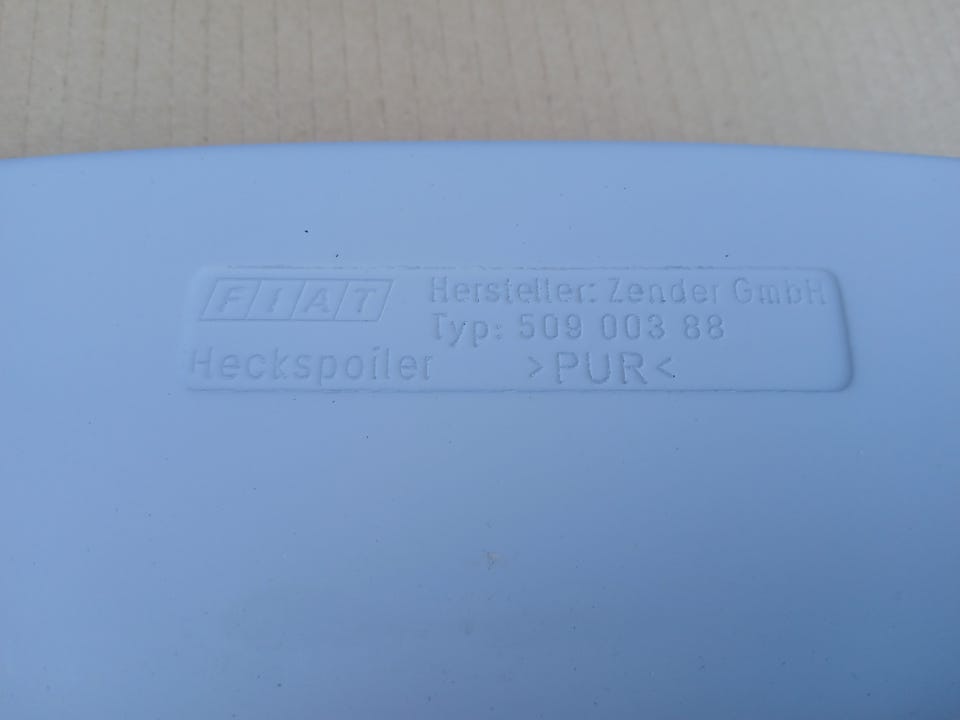 FIAT
Hersteller: Zender GmbH
Typ: 509 003 88
Heckspoiler >PUR<